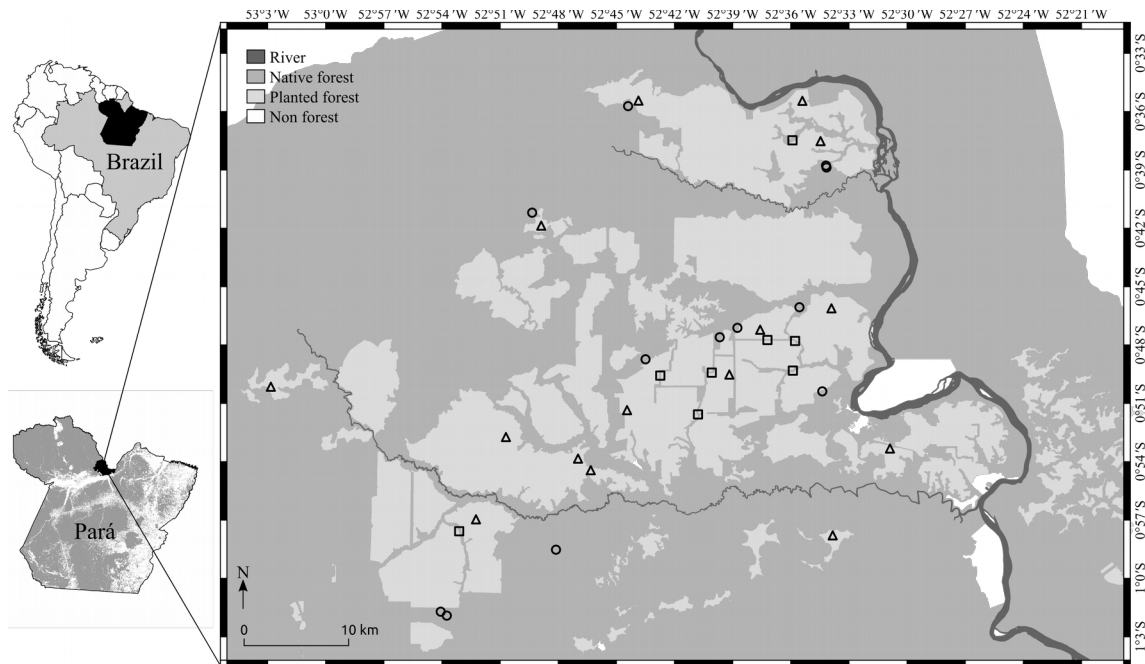 53°3'W 53°0'W 52°54'W 52°51'W 52°48'W 52°45'W 52°42'W 52°39'W 52°36'W 52°33'W 52°30'W 52°27'W 52°24'W 52°21'W
River
Native forest
Planted forest
Non forest
Brazil
Pará
N
0 10 km
0°33'S
0°36'S
0°39'S
0°42'S
0°45'S
0°48'S
0°51'S
0°54'S
0°57'S
1°0'S
1°3'S